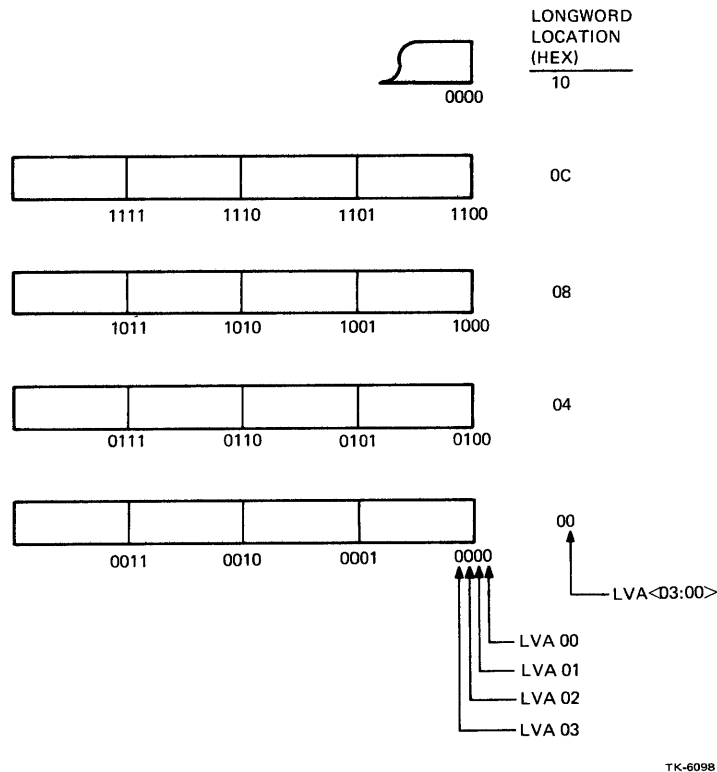 LONGWORD
LOCATION
(HEX)
10
0000
0C
1111 1110 1101 1100
08
1011 1010 1001 1000
04
0111 0110 0101 0100
00
0011 0010 0001 0000
LVA<03:00>
LVA 00
LVA 01
LVA 02
LVA 03
TK-6098